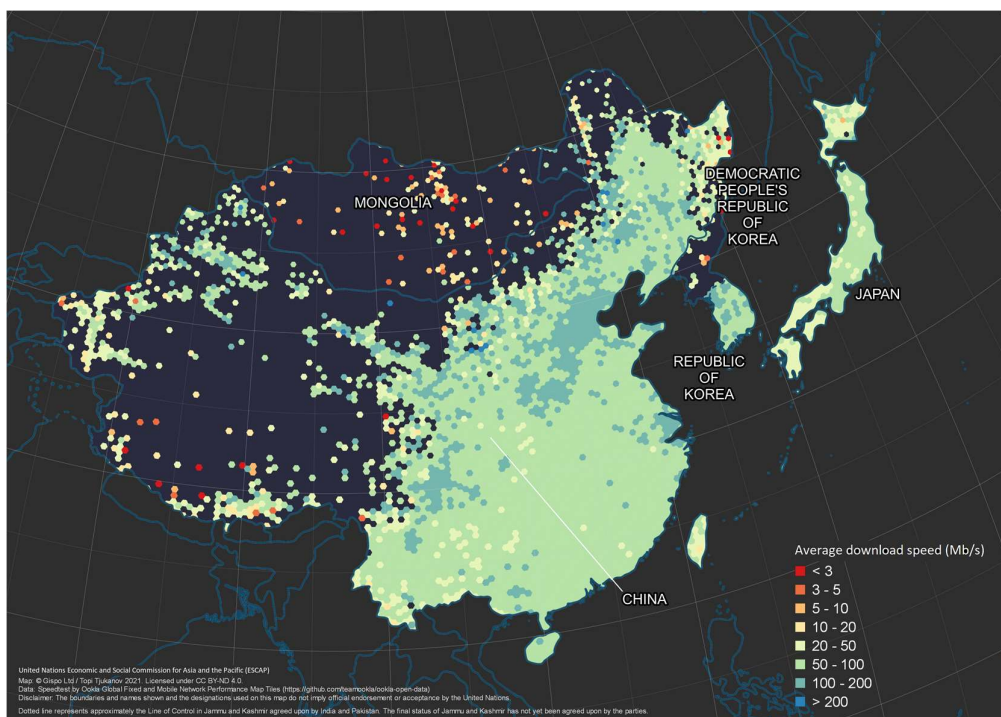 MONGOLIA
DEMOCRATIC
PEOPLE'S
REPUBLIC
OF
KOREA
JAPAN
REPUBLIC
OF
KOREA
CHINA
Average download speed (Mb/s)
< 3
3 - 5
5 - 10
10 - 20
20 - 50
50 - 100
100 - 200
> 200
United Nations Economic and Social Commission for Asia and the Pacific (ESCAP)
Map: © Gispo Ltd / Topi Tjukanov 2021. Licensed under CC BY-ND 4.0.
Data: Speedtest by Ookla Global Fixed and Mobile Network Performance Map Tiles (https://github.com/teamookla/ookla-open-data)
Disclaimer: The boundaries and names shown and the designations used on this map do not imply official endorsement or acceptance by the United Nations.
Dotted line represents approximately the Line of Control in Jammu and Kashmir agreed upon by India and Pakistan. The final status of Jammu and Kashmir has not yet been agreed upon by the parties.